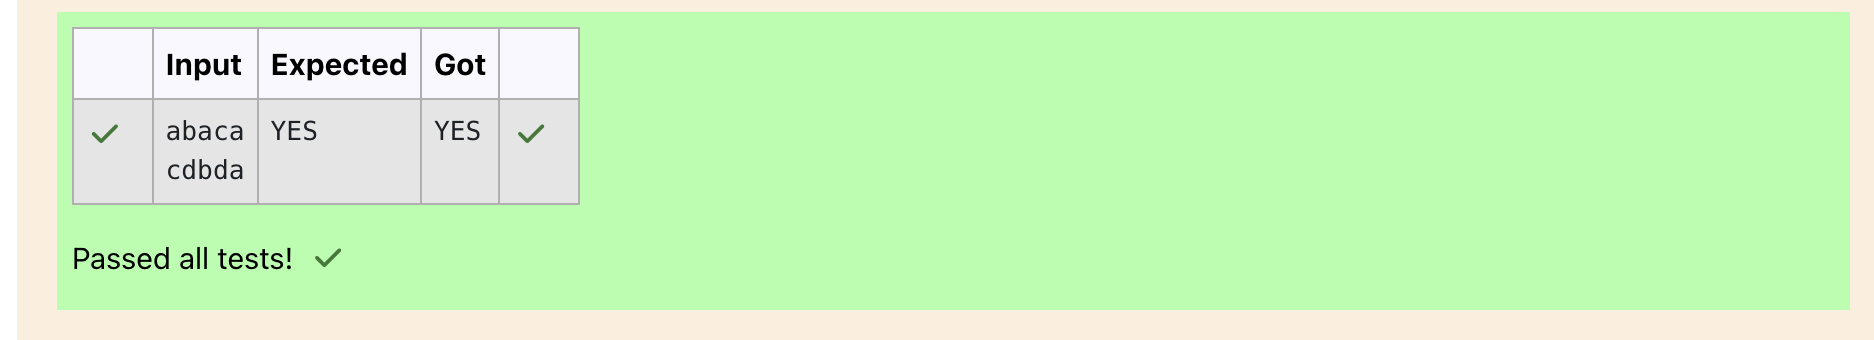 Input Expected Got
abaca YES YES
cdbda
Passed all tests!